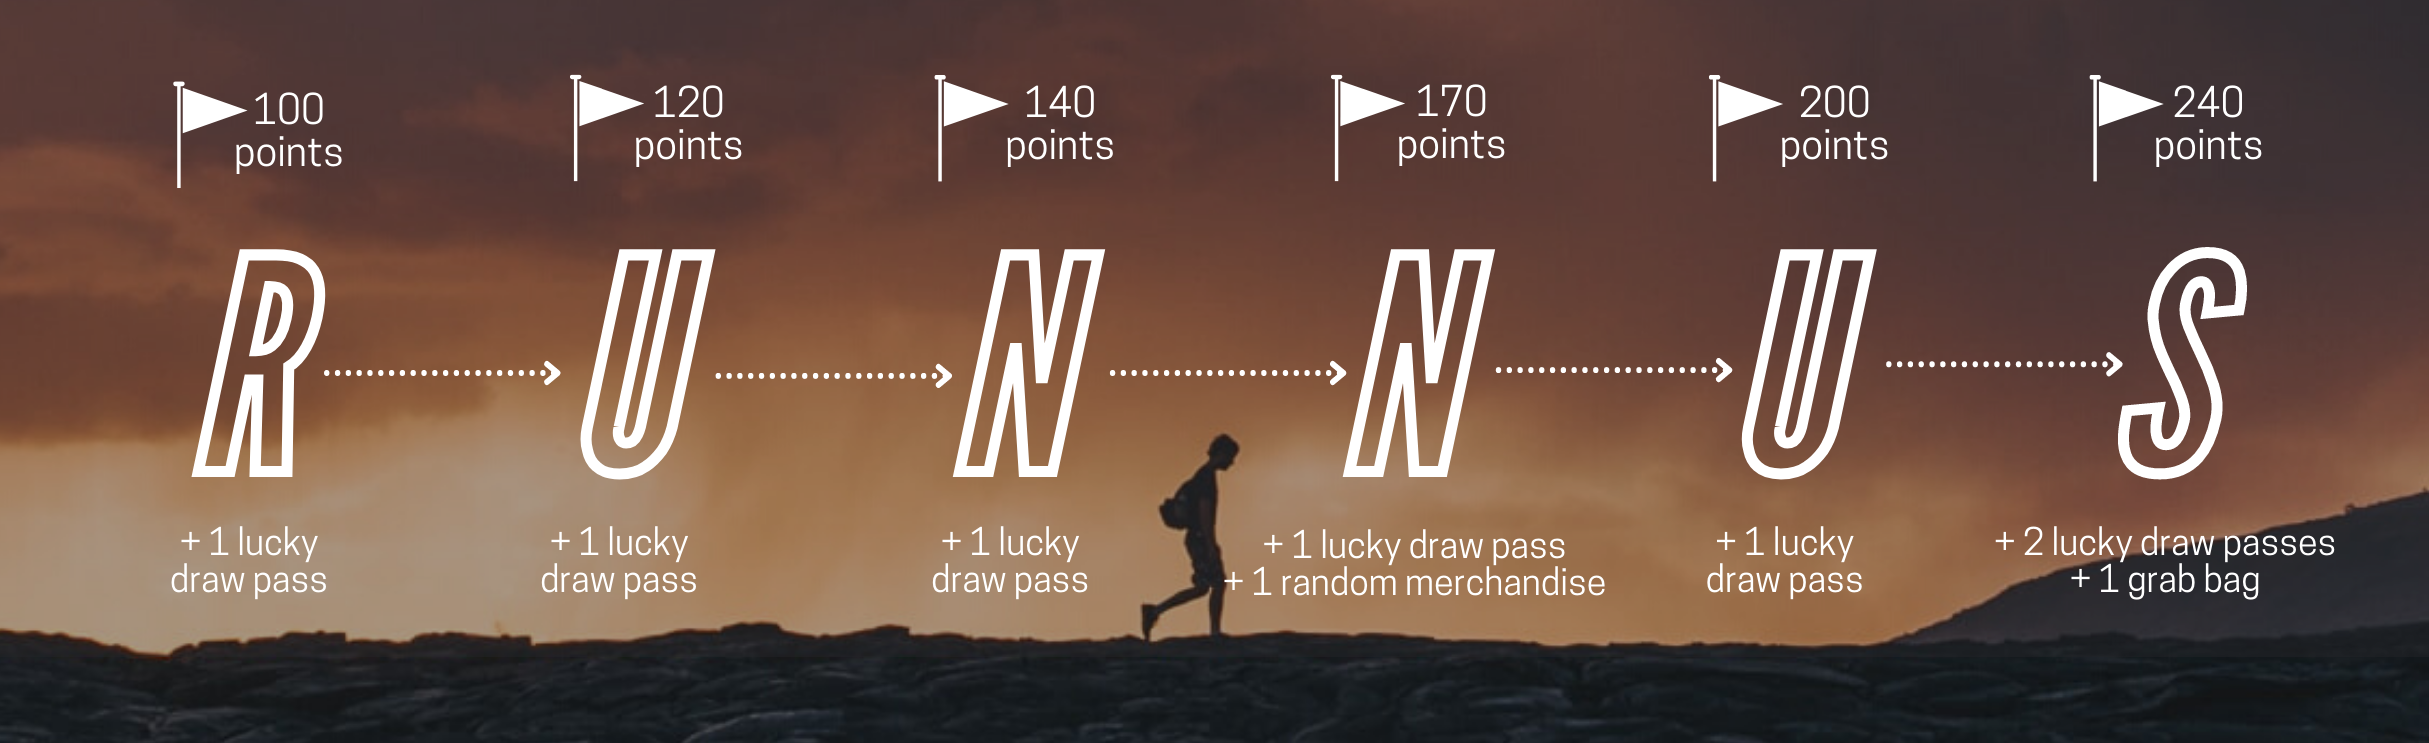 100
points
120
points
140
points
170
points
200
points
240
points
R U N N U S
+ 1 lucky
draw pass
+ 1 lucky
draw pass
+ 1 lucky
draw pass
+ 1 lucky draw pass
+ 1 random merchandise
+ 1 lucky
draw pass
+ 2 lucky draw passes
+ 1 grab bag